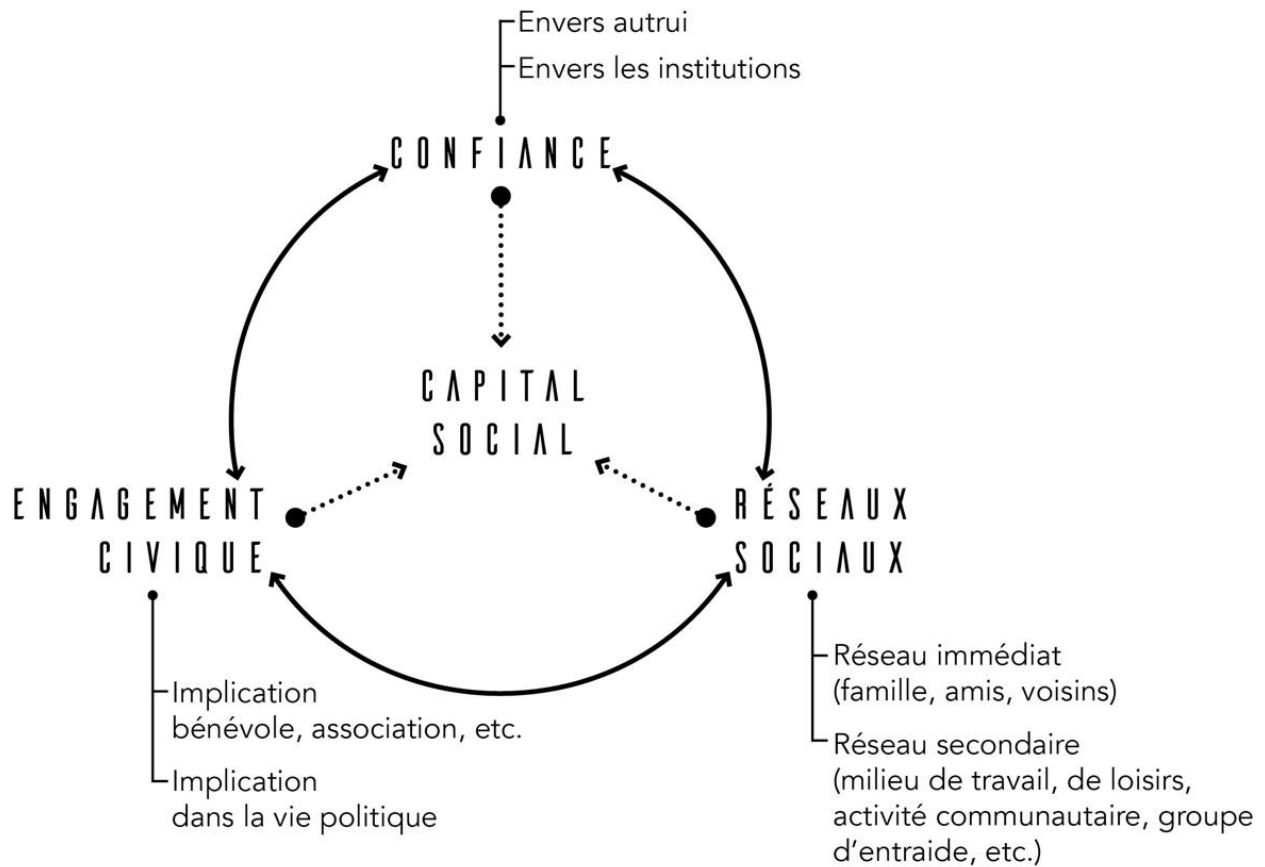 Envers autrui
Envers les institutions
CONFIANCE
CAPITAL
SOCIAL
ENGAGEMENT
CIVIQUE
RÉSEAUX
SOCIAUX
Implication
bénévole, association, etc.
Implication
dans la vie politique
Réseau immédiat
(famille, amis, voisins)
Réseau secondaire
(milieu de travail, de loisirs,
activité communautaire, groupe
d'entraide, etc.)